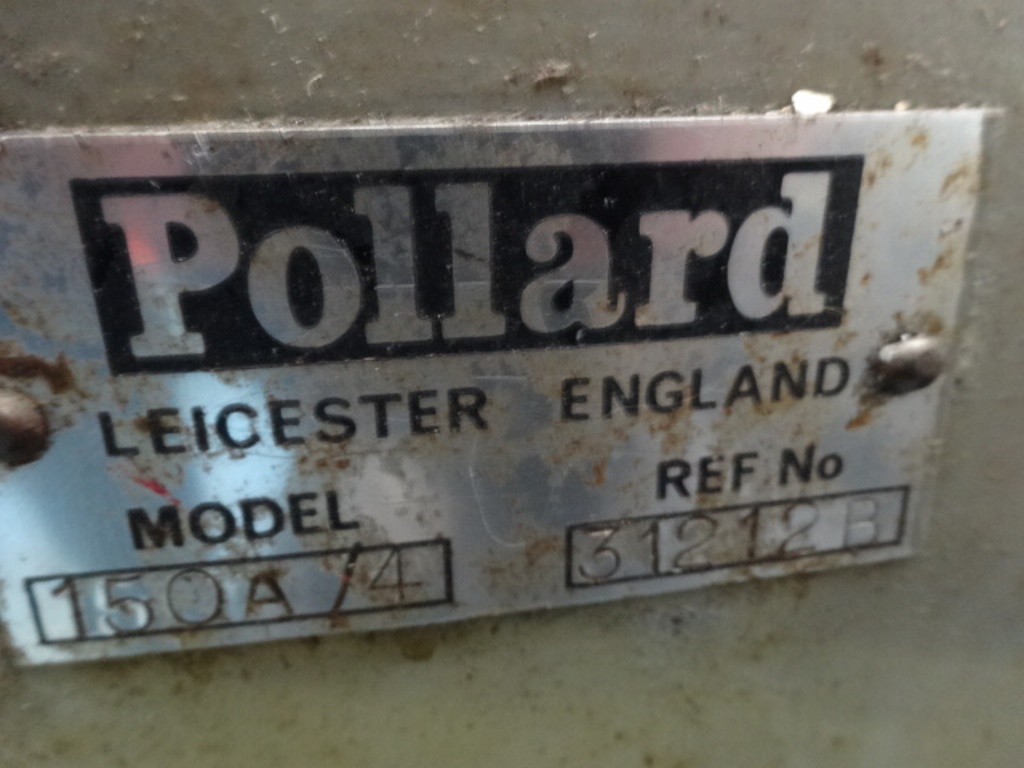 Pollard
LEICESTER ENGLAND
MODEL REF No
150A/4 31212B